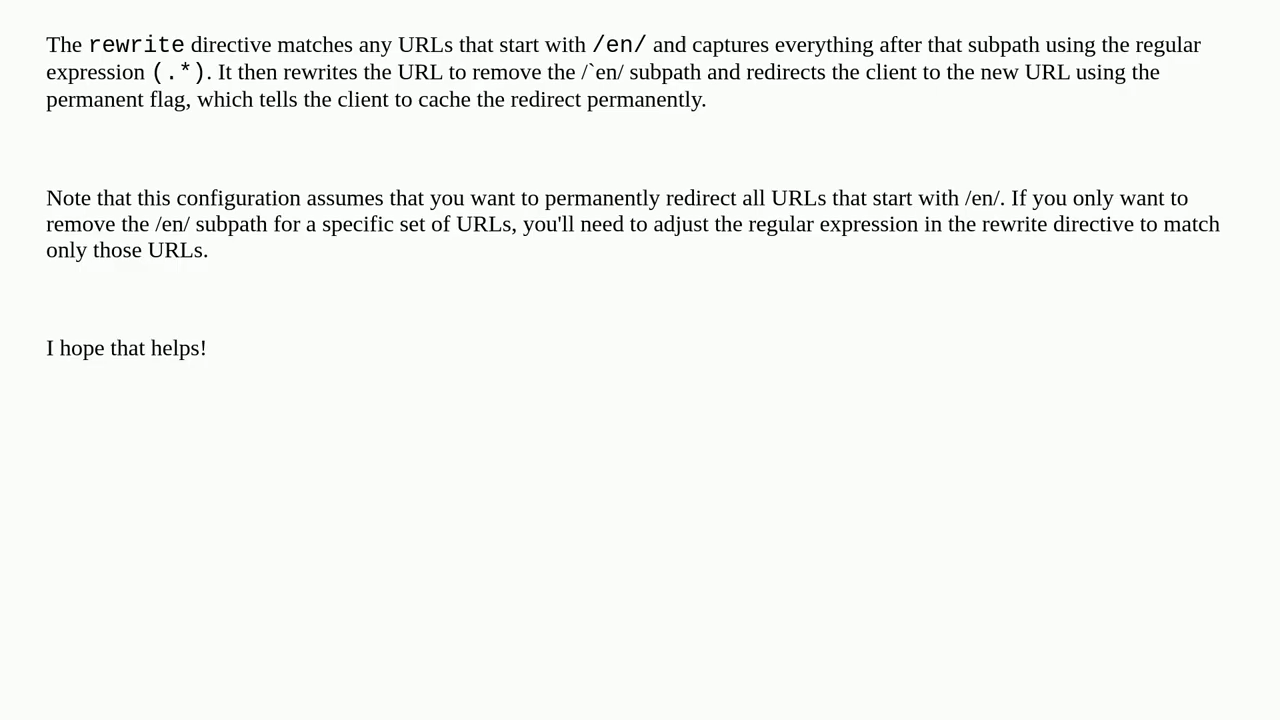 The rewrite directive matches any URLs that start with /en/ and captures everything after that subpath using the regular
expression (.*). It then rewrites the URL to remove the /`en/ subpath and redirects the client to the new URL using the
permanent flag, which tells the client to cache the redirect permanently.
Note that this configuration assumes that you want to permanently redirect all URLs that start with /en/. If you only want to
remove the /en/ subpath for a specific set of URLs, you'll need to adjust the regular expression in the rewrite directive to match
only those URLs.
I hope that helps!